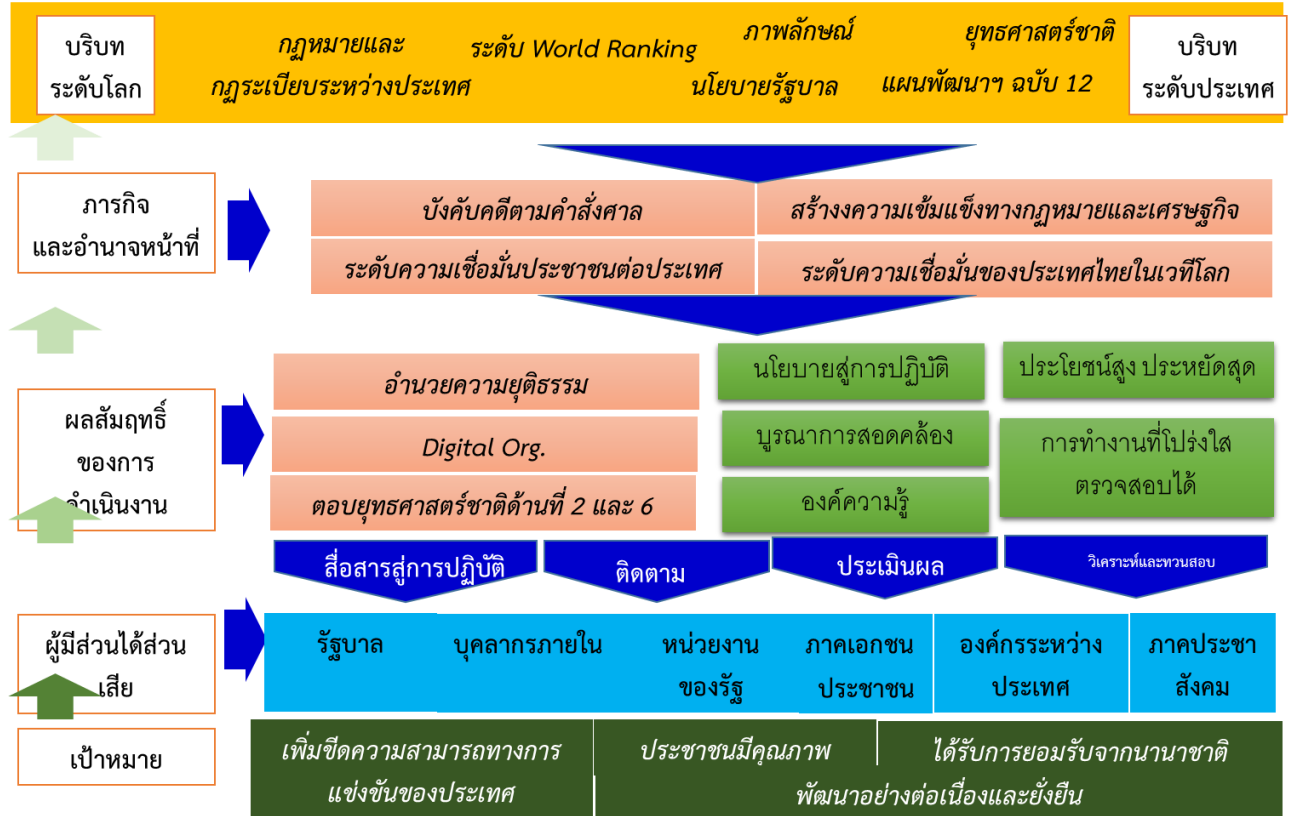 บริบท
ระดับโลก
กฎหมายและ
กฎระเบียบระหว่างประเทศ
ระดับ World Ranking
ภาพลักษณ์
นโยบายรัฐบาล
ยุทธศาสตร์ชาติ
แผนพัฒนาฯ ฉบับ 12
บริบท
ระดับประเทศ
ภารกิจ
และอำนาจหน้าที่
บังคับคดีตามคำสั่งศาล
สร้างงความเข้มแข็งทางกฎหมายและเศรษฐกิจ
ระดับความเชื่อมั่นประชาชนต่อประเทศ
ระดับความเชื่อมั่นของประเทศไทยในเวทีโลก
ผลสัมฤทธิ์
ของการ
ดำเนินงาน
อำนวยความยุติธรรม
Digital Org.
ตอบยุทธศาสตร์ชาติด้านที่ 2 และ 6
นโยบายสู่การปฏิบัติ
บูรณาการสอดคล้อง
องค์ความรู้
ประโยชน์สูง ประหยัดสุด
การทำงานที่โปร่งใส
ตรวจสอบได้
สื่อสารสู่การปฏิบัติ
ติดตาม
ประเมินผล
วิเคราะห์และทวนสอบ
ผู้มีส่วนได้ส่วน
เสีย
รัฐบาล
บุคลากรภายใน
หน่วยงาน
ของรัฐ
ภาคเอกชน
ประชาชน
องค์กรระหว่าง
ประเทศ
ภาคประชา
สังคม
เป้าหมาย
เพิ่มขีดความสามารถทางการ
แข่งขันของประเทศ
ประชาชนมีคุณภาพ
ได้รับการยอมรับจากนานาชาติ
พัฒนาอย่างต่อเนื่องและยั่งยืน